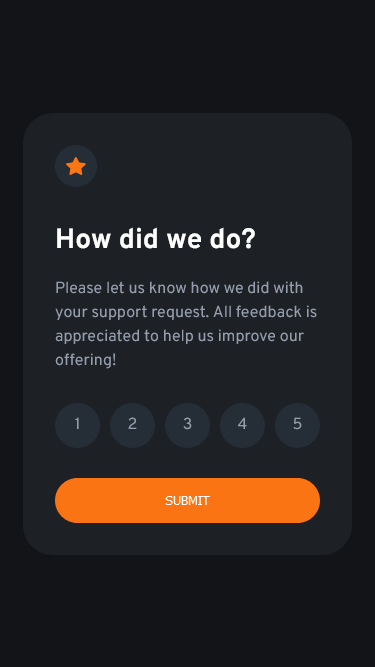 How did we do?
Please let us know how we did with
your support request. All feedback is
appreciated to help us improve our
offering!
1 2 3 4 5
SUBMIT